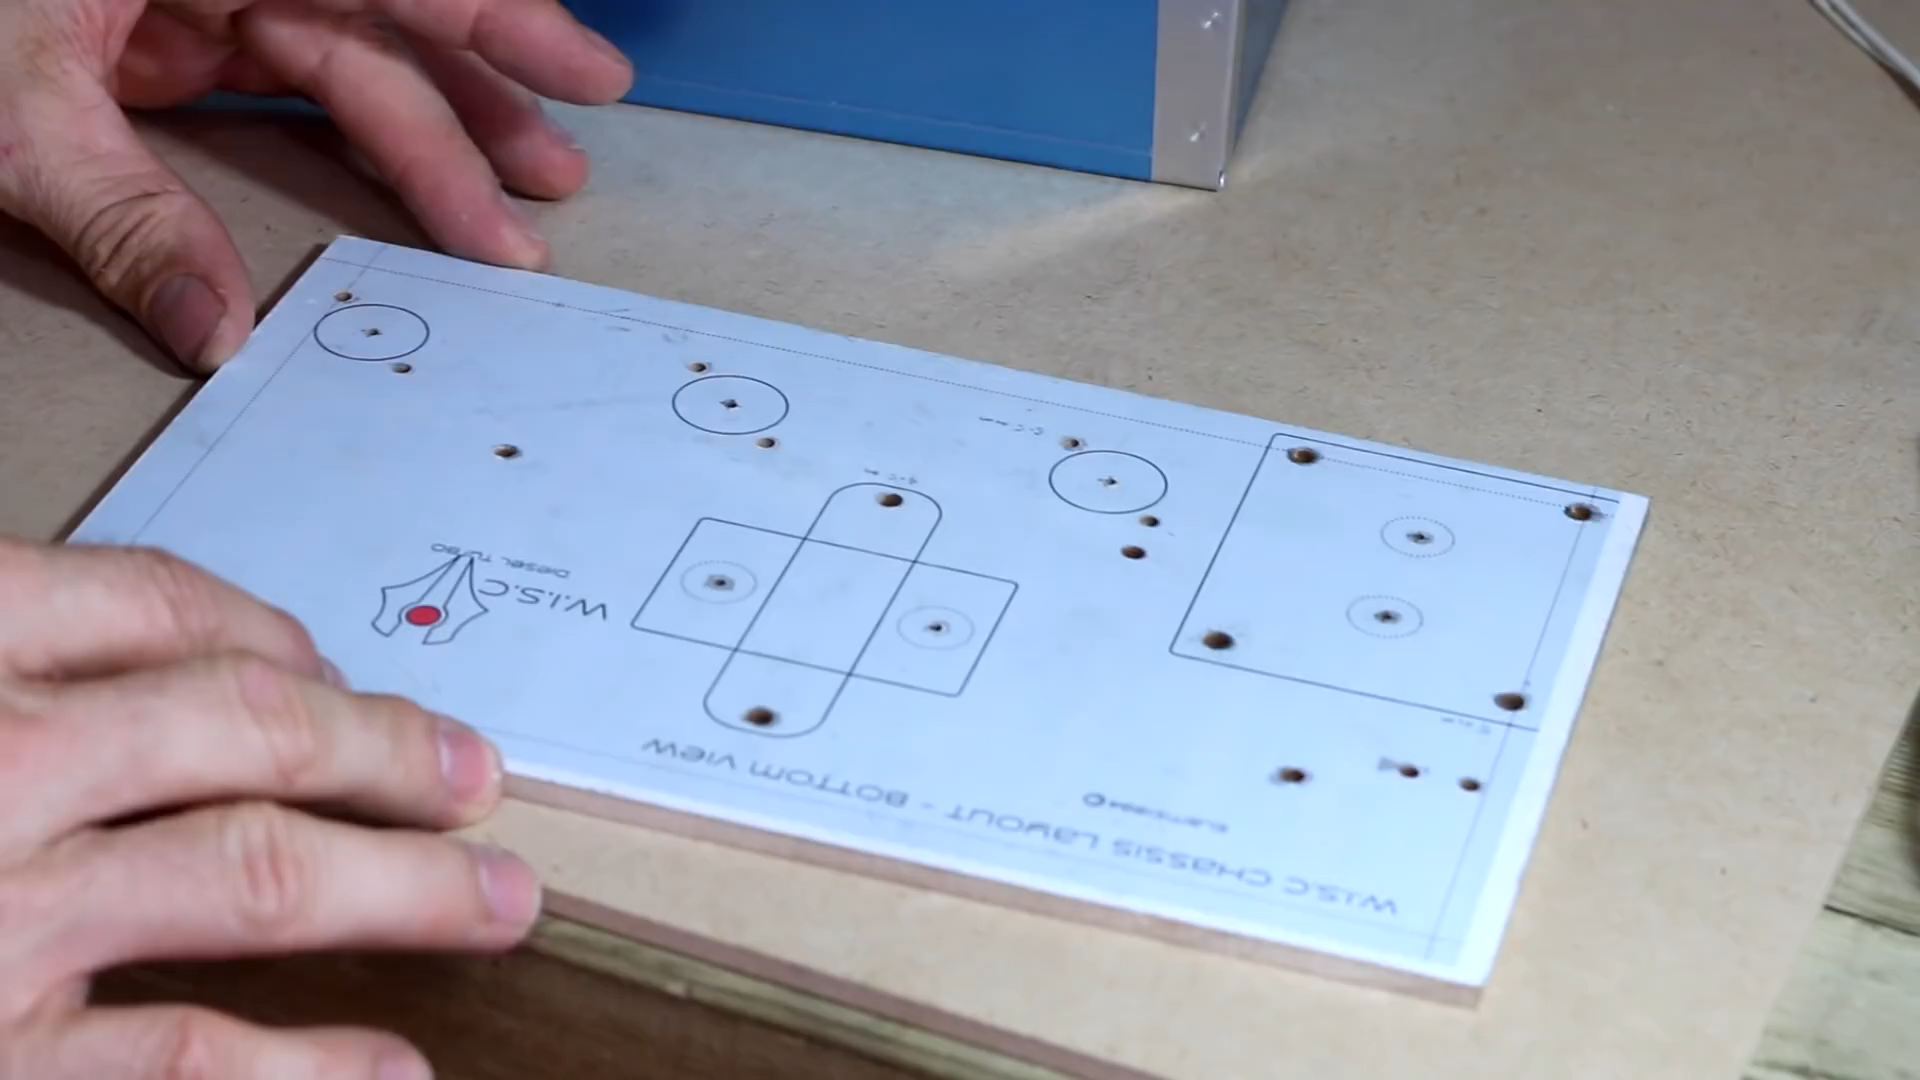 W.I.S.C CHASSIS LAYOUT - BOTTOM VIEW
W.I.S.C
DIESEL TURBO